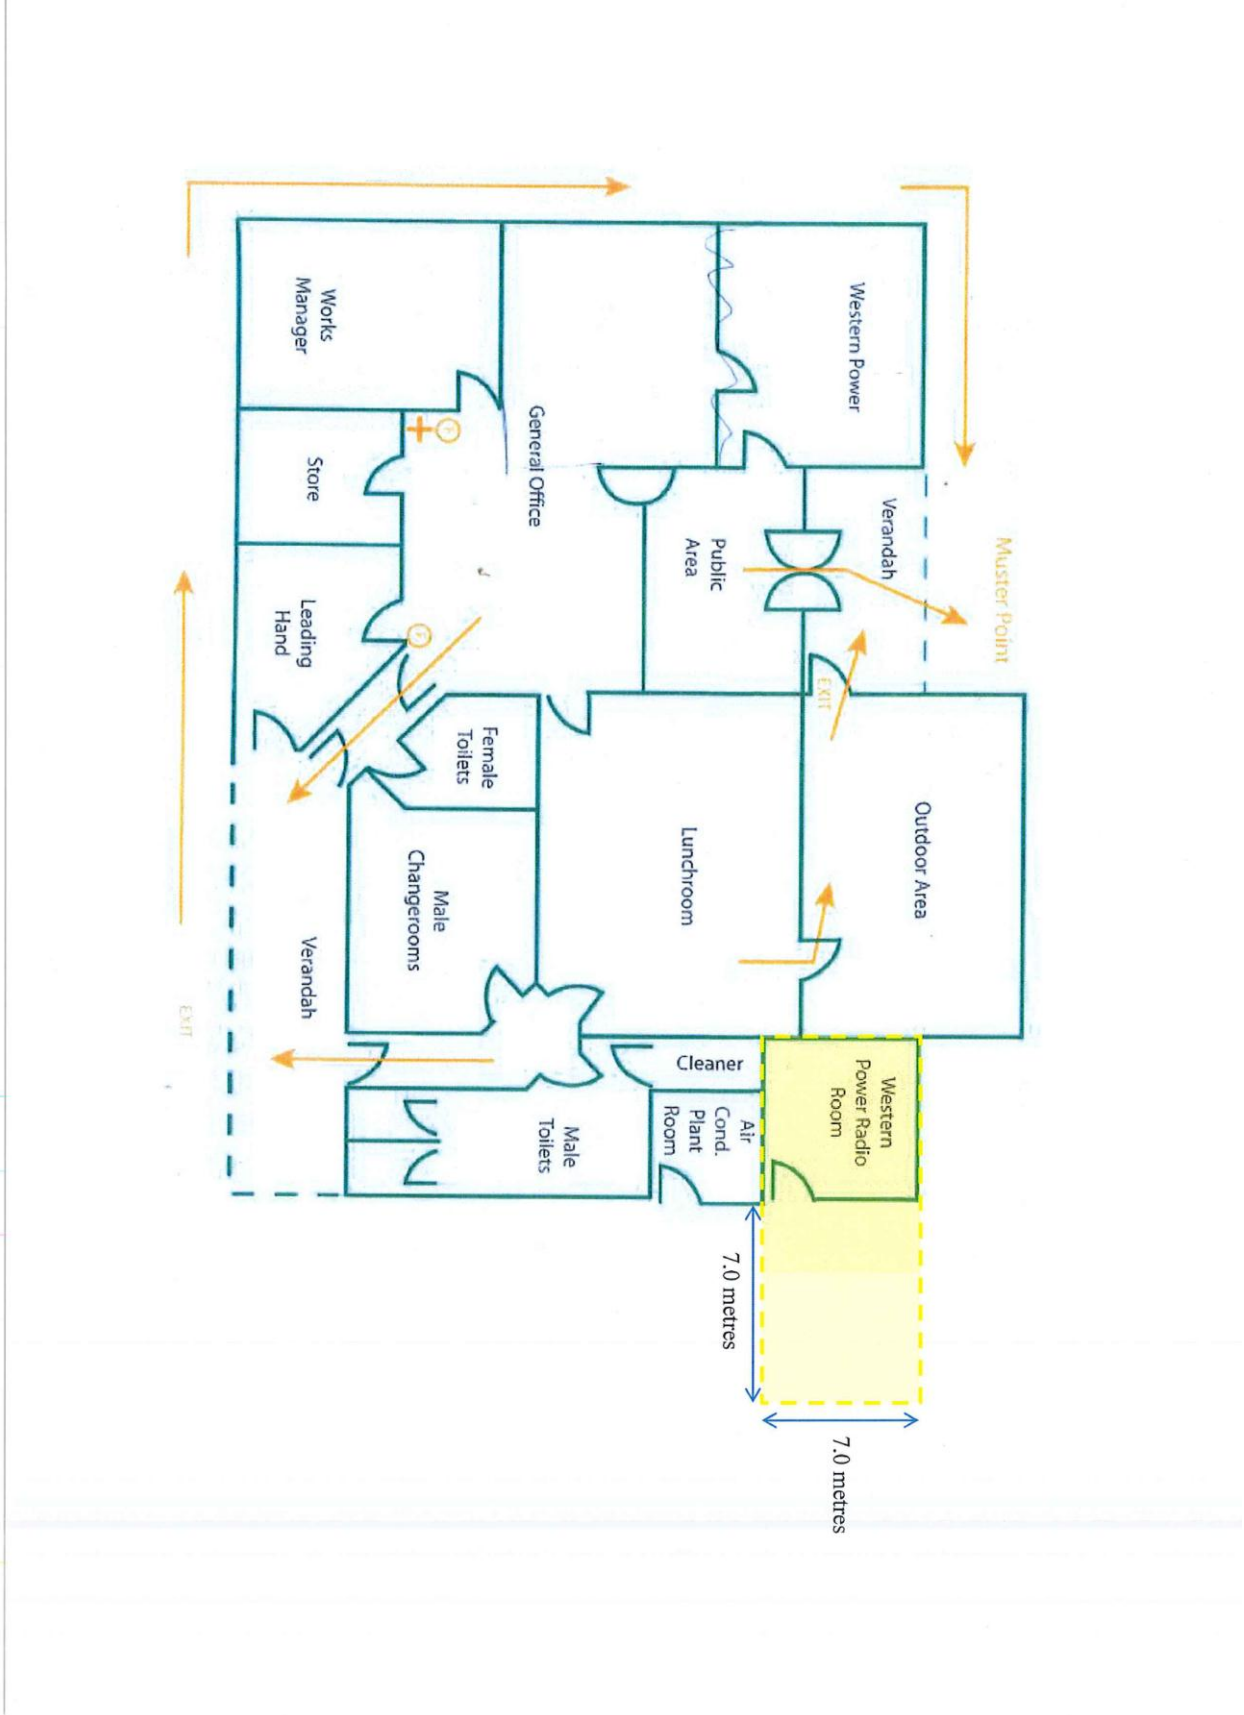 Muster Point
Western Power
Verandah
EXIT
Outdoor Area
Western
Power Radio
Room
7.0 metres
7.0 metres
Public
Area
Lunchroom
Cleaner
Air
Cond.
Plant
Room
General Office
Female
Toilets
Male
Toilets
Male
Changerooms
Works
Manager
Store
Leading
Hand
Verandah
EXIT